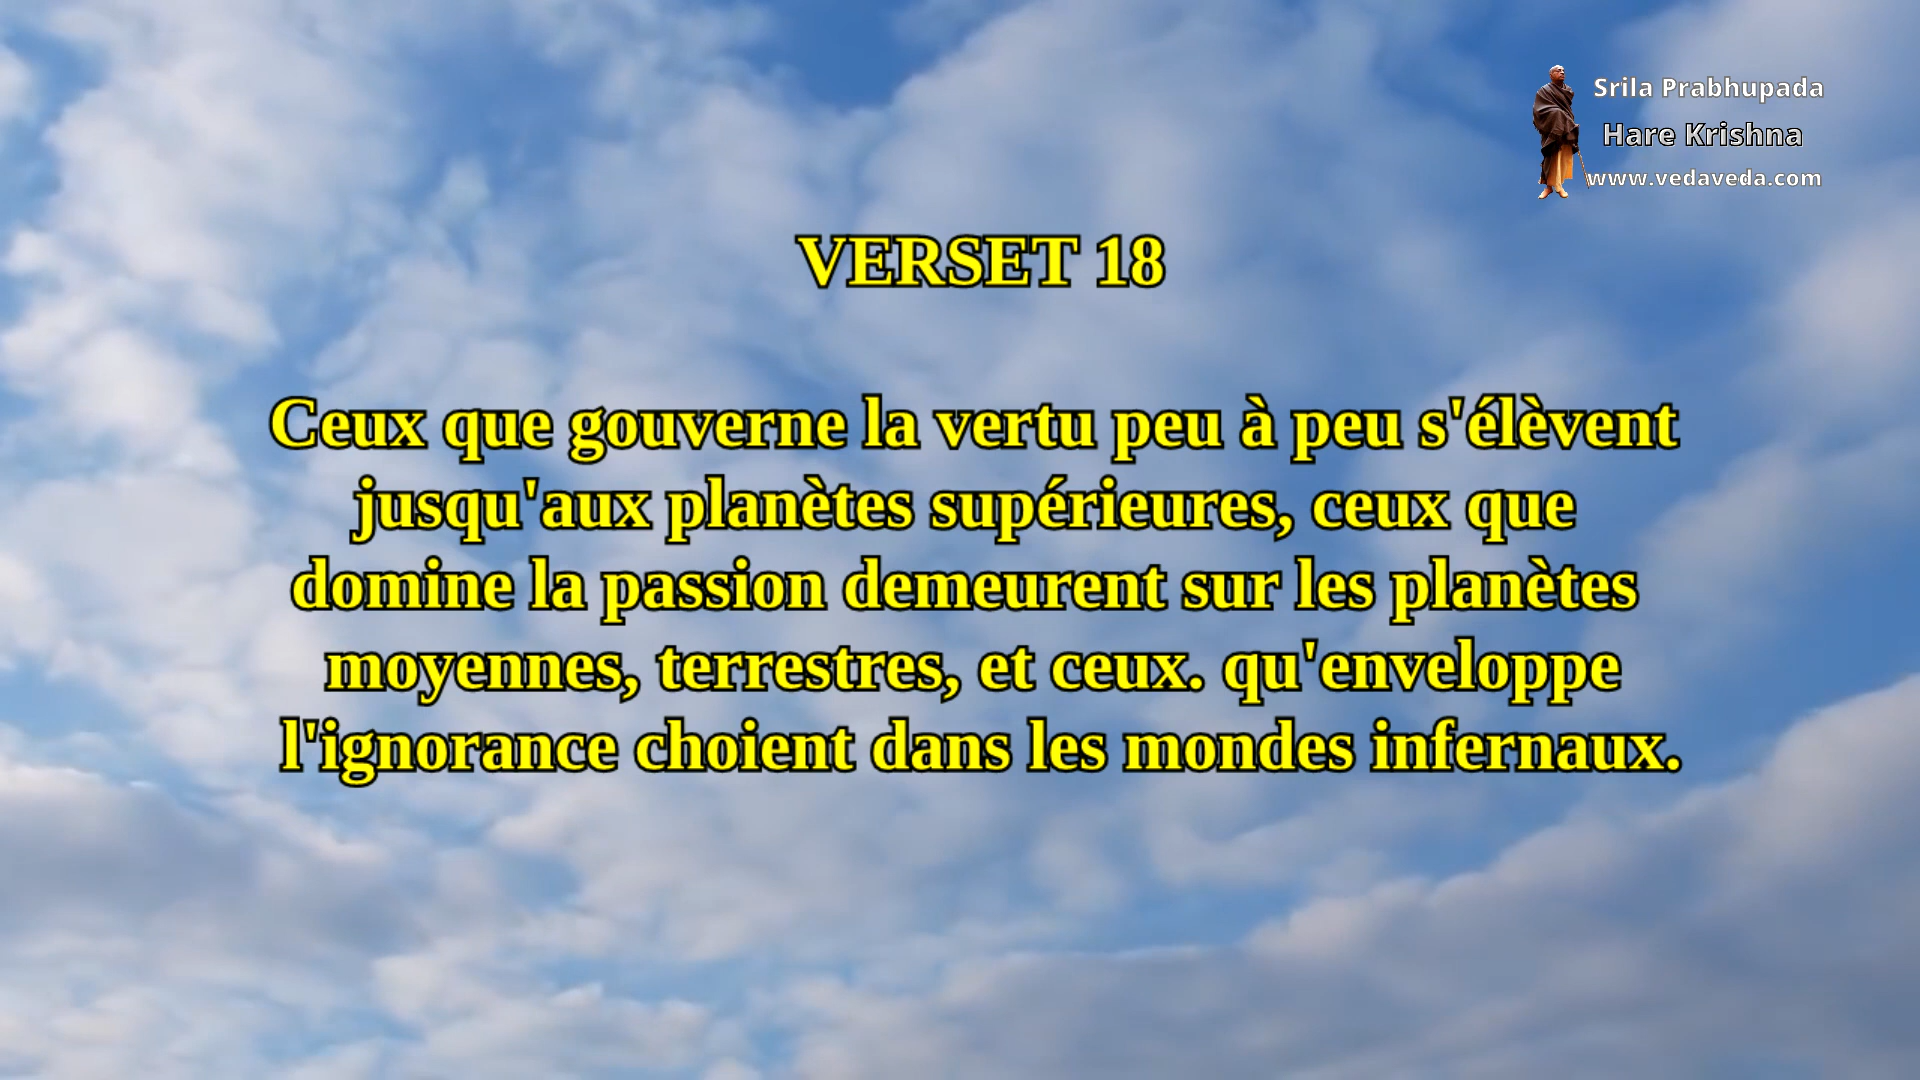 Srila Prabhupada
Hare Krishna
www.vedaveda.com
VERSET 18
Ceux que gouverne la vertu peu à peu s'élèvent
jusqu'aux planètes supérieures, ceux que
domine la passion demeurent sur les planètes
moyennes, terrestres, et ceux. qu'enveloppe
l'ignorance choient dans les mondes infernaux.